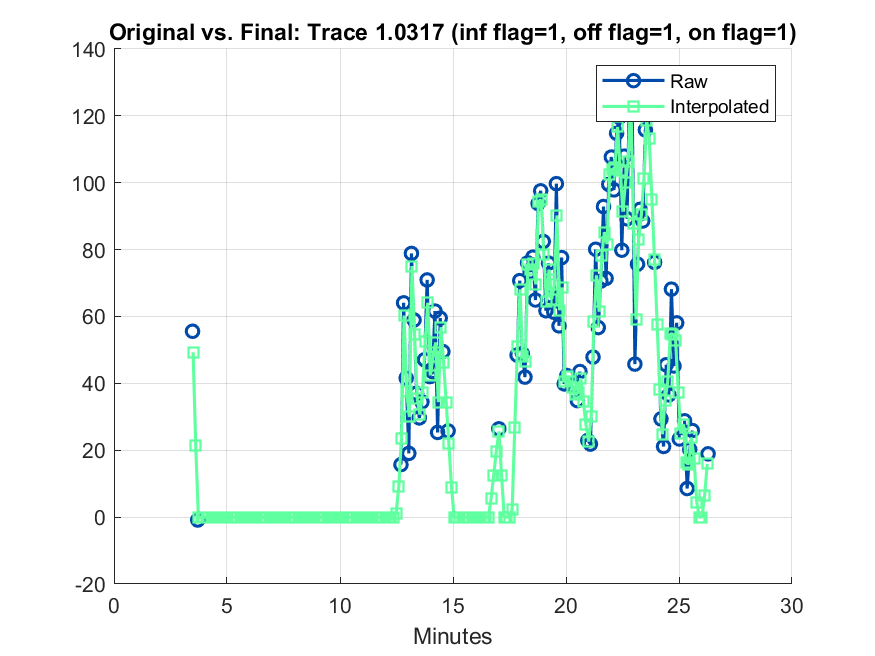 Original vs. Final: Trace 1.0317 (inf flag=1, off flag=1, on flag=1)
140
120
100
80
60
40
20
0
-20
0 5 10 15 20 25 30
Minutes
Raw
Interpolated